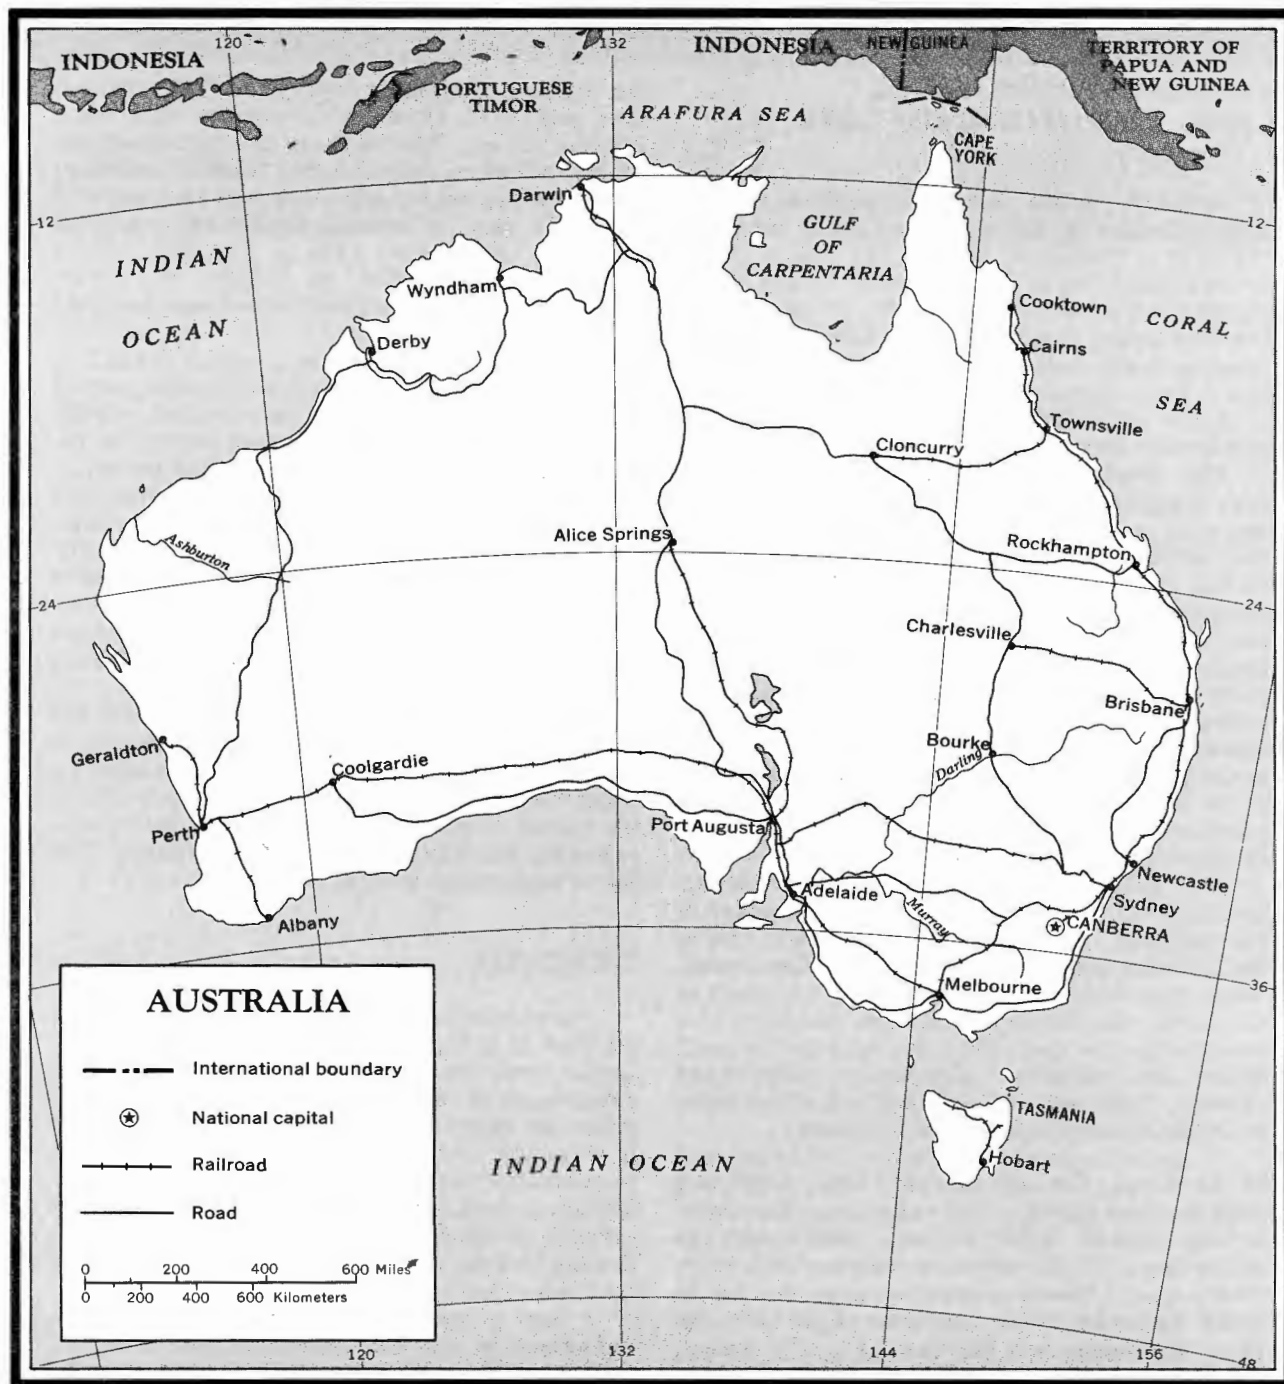 120
132
INDONESIA
INDONESIA
NEW GUINEA
TERRITORY OF
PAPUA AND
NEW GUINEA
PORTUGUESE
TIMOR
ARAFURA SEA
CAPE
YORK
Darwin
12
12
GULF
OF
CARPENTARIA
INDIAN
OCEAN
Wyndham
Cooktown
CORAL
SEA
Derby
Cairns
Townsville
Cloncurry
Alice Springs
Rockhampton
Ashburton
24
24
Charlesville
Brisbane
Geraldton
Bourke
Darling
Coolgardie
Perth
Port Augusta
Newcastle
Adelaide
Sydney
Murray
CANBERRA
Albany
Melbourne
36
AUSTRALIA
International boundary
National capital
Railroad
Road
0 200 400 600 Miles
0 200 400 600 Kilometers
TASMANIA
Hobart
INDIAN OCEAN
120
132
144
156
48